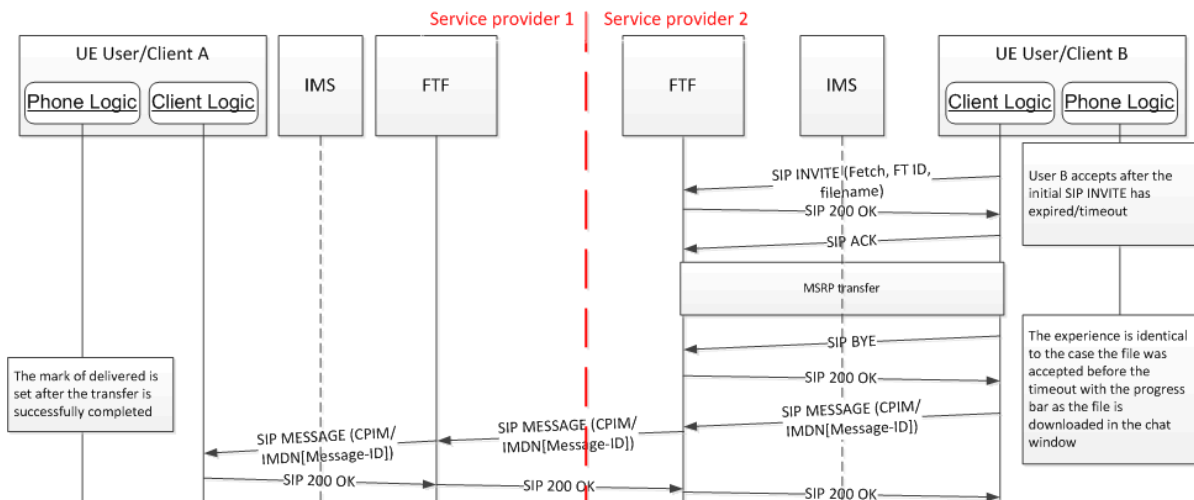 Service provider 1
Service provider 2
UE User/Client A
Phone Logic
Client Logic
IMS
FTF
FTF
IMS
UE User/Client B
Client Logic
Phone Logic
SIP INVITE (Fetch, FT ID,
filename)
User B accepts after the
initial SIP INVITE has
expired/timeout
SIP 200 OK
SIP ACK
MSRP transfer
SIP BYE
The experience is identical
to the case the file was
accepted before the
timeout with the progress
bar as the file is
downloaded in the chat
window
The mark of delivered is
set after the transfer is
successfully completed
SIP 200 OK
SIP MESSAGE (CPIM/
IMDN[Message-ID])
SIP MESSAGE (CPIM/
IMDN[Message-ID])
SIP MESSAGE (CPIM/
IMDN[Message-ID])
SIP 200 OK
SIP 200 OK
SIP 200 OK